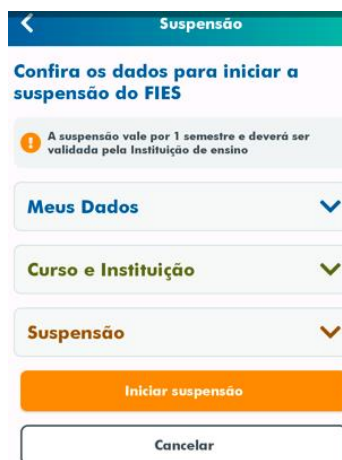 Suspensão
Confira os dados para iniciar a
suspensão do FIES
A suspensão vale por 1 semestre e deverá ser
validada pela Instituição de ensino
Meus Dados
Curso e Instituição
Suspensão
Iniciar suspensão
Cancelar